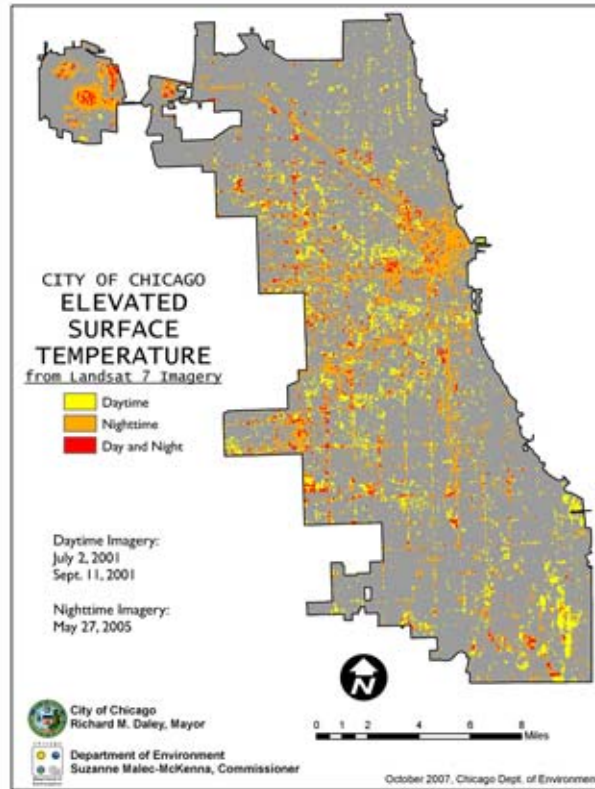 CITY OF CHICAGO
ELEVATED
SURFACE
TEMPERATURE
from Landsat 7 Imagery
Daytime
Nighttime
Day and Night
Daytime Imagery:
July 2, 2001
Sept. 11, 2001
Nighttime Imagery:
May 27, 2005
N
City of Chicago
Richard M. Daley, Mayor
Department of Environment
Suzanne Malec-McKenna, Commissioner
0 1 2 4 6 8
Miles
October 2007, Chicago Dept. of Environment